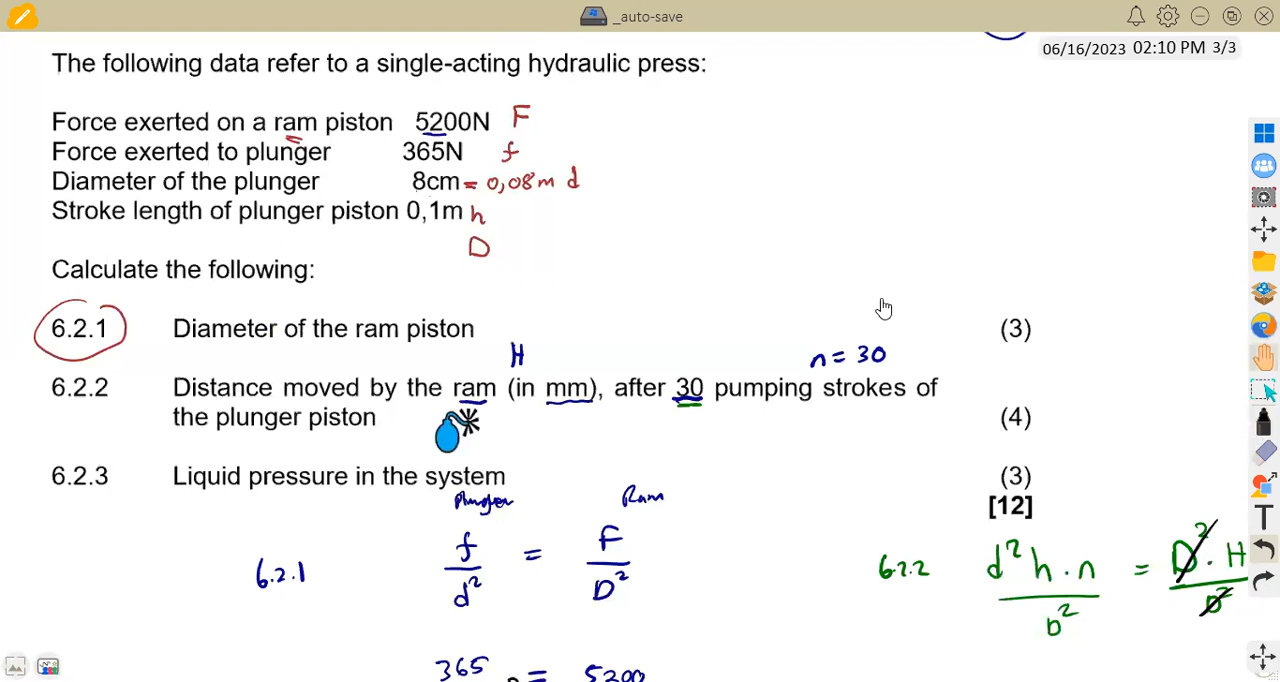 _auto-save
06/16/2023 02:10 PM 3/3
The following data refer to a single-acting hydraulic press:
Force exerted on a ram piston 5200N F
Force exerted to plunger 365N f
Diameter of the plunger 8cm = 0,08m d
Stroke length of plunger piston 0,1m h
D
Calculate the following:
6.2.1 Diameter of the ram piston (3)
H n = 30
6.2.2 Distance moved by the ram (in mm), after 30 pumping strokes of
the plunger piston (4)
6.2.3 Liquid pressure in the system (3)
Plunger Ram
[12]
6.2.1 f/d² = F/D²
6.2.2 d²h·n/D² = D²·H/D²
365 = 5200
T